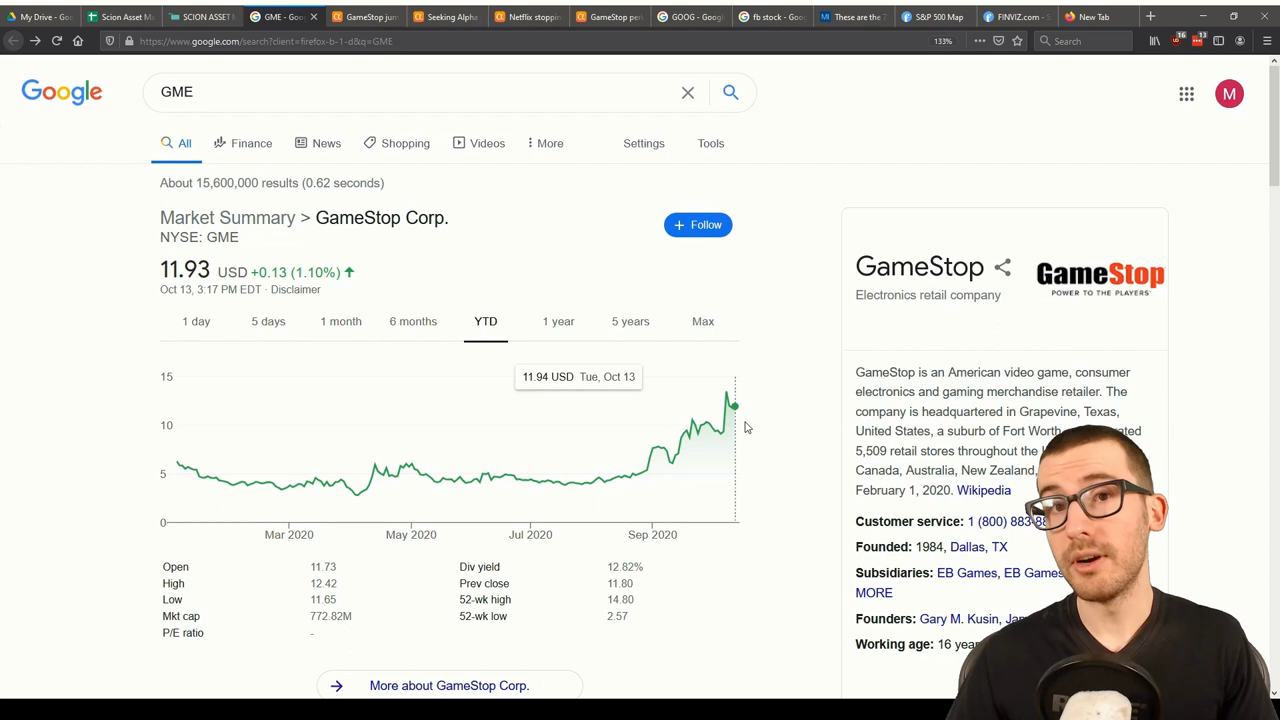 My Drive - G
Scion Asset M
SCION ASSET
GME - Goo
GameStop jum
Seeking Alpha
Netflix stoppin
GameStop per
GOOG - Googl
fb stock - Goo
These are the 7
S&P 500 Map
FINVIZ.com - S
New Tab
https://www.google.com/search?client=firefox-b-1-d&q=GME
133%
Search
16
13
Google
GME
M
All
Finance
News
Shopping
Videos
More
Settings
Tools
About 15,600,000 results (0.62 seconds)
Market Summary > GameStop Corp.
NYSE: GME
+ Follow
11.93 USD +0.13 (1.10%)
Oct 13, 3:17 PM EDT · Disclaimer
1 day
5 days
1 month
6 months
YTD
1 year
5 years
Max
11.94 USD Tue, Oct 13
15
10
5
0
Mar 2020
May 2020
Jul 2020
Sep 2020
Open 11.73 Div yield 12.82%
High 12.42 Prev close 11.80
Low 11.65 52-wk high 14.80
Mkt cap 772.82M 52-wk low 2.57
P/E ratio -
More about GameStop Corp.
GameStop
Electronics retail company
GameStop
POWER TO THE PLAYERS
GameStop is an American video game, consumer
electronics and gaming merchandise retailer. The
company is headquartered in Grapevine, Texas,
United States, a suburb of Fort Worth, operated
5,509 retail stores throughout the
Canada, Australia, New Zealand,
February 1, 2020. Wikipedia
Customer service: 1 (800) 883-88
Founded: 1984, Dallas, TX
Subsidiaries: EB Games, EB Games
MORE
Founders: Gary M. Kusin, Jam
Working age: 16 year